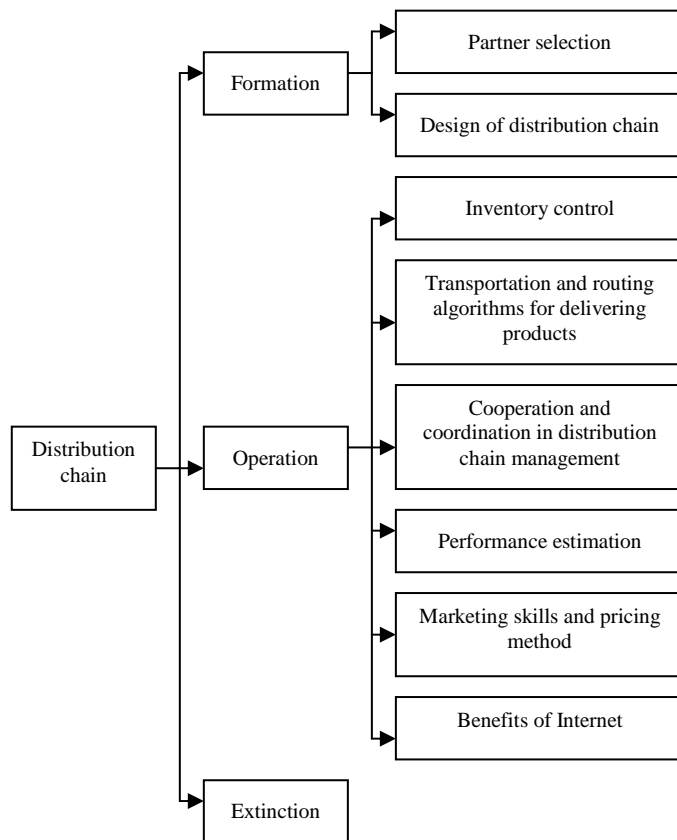 Partner selection
Formation
Design of distribution chain
Inventory control
Transportation and routing
algorithms for delivering
products
Cooperation and
coordination in distribution
chain management
Distribution
chain
Operation
Performance estimation
Marketing skills and pricing
method
Benefits of Internet
Extinction